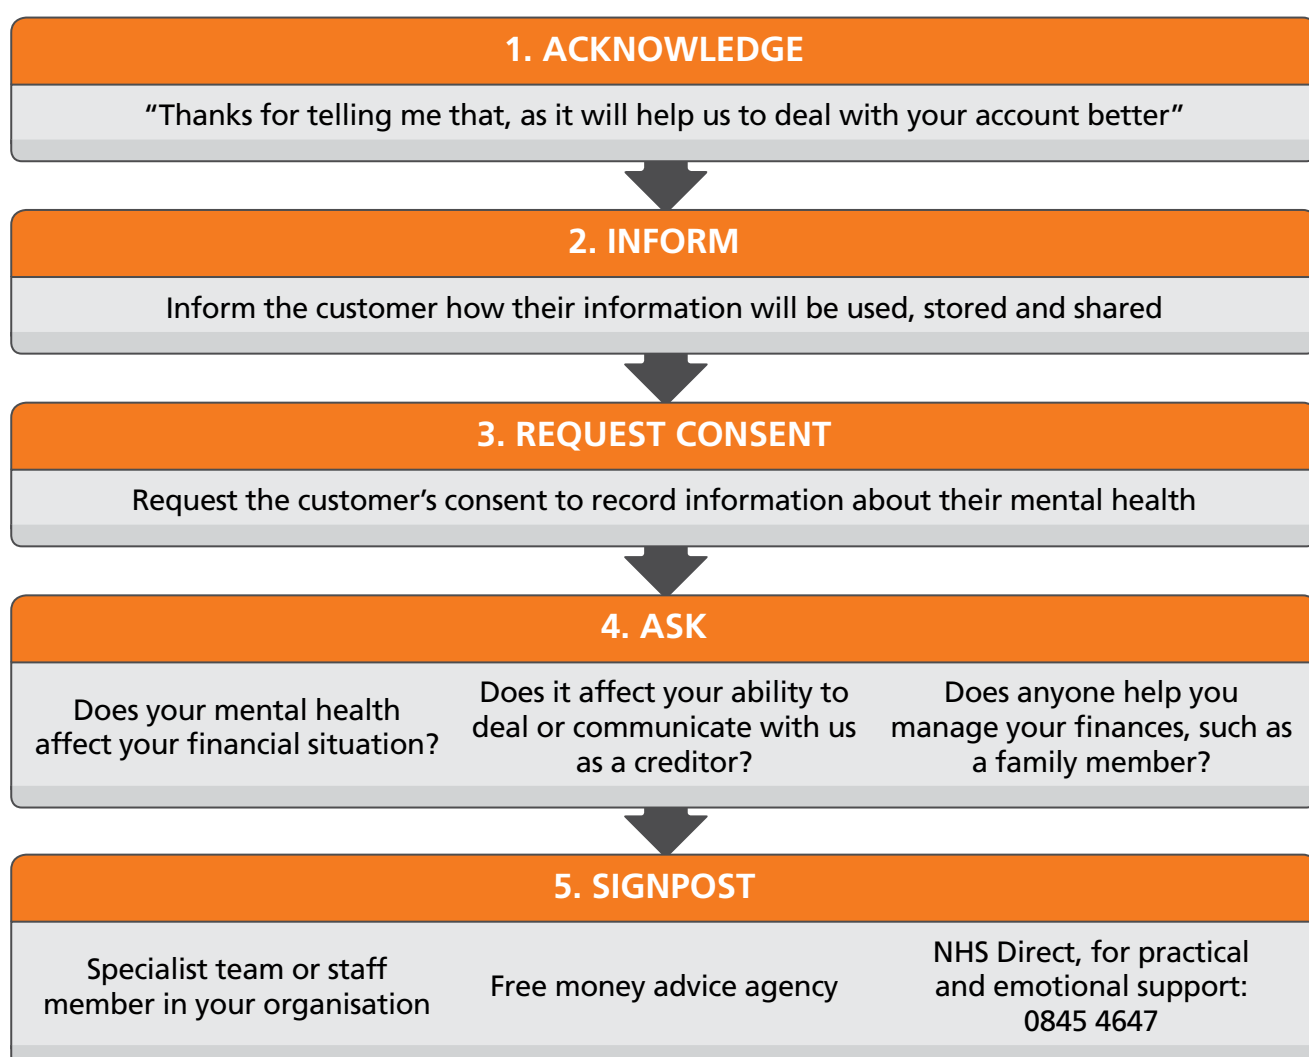 1. ACKNOWLEDGE
“Thanks for telling me that, as it will help us to deal with your account better”
2. INFORM
Inform the customer how their information will be used, stored and shared
3. REQUEST CONSENT
Request the customer’s consent to record information about their mental health
4. ASK
Does your mental health
affect your financial situation?
Does it affect your ability to
deal or communicate with us
as a creditor?
Does anyone help you
manage your finances, such as
a family member?
5. SIGNPOST
Specialist team or staff
member in your organisation
Free money advice agency
NHS Direct, for practical
and emotional support:
0845 4647